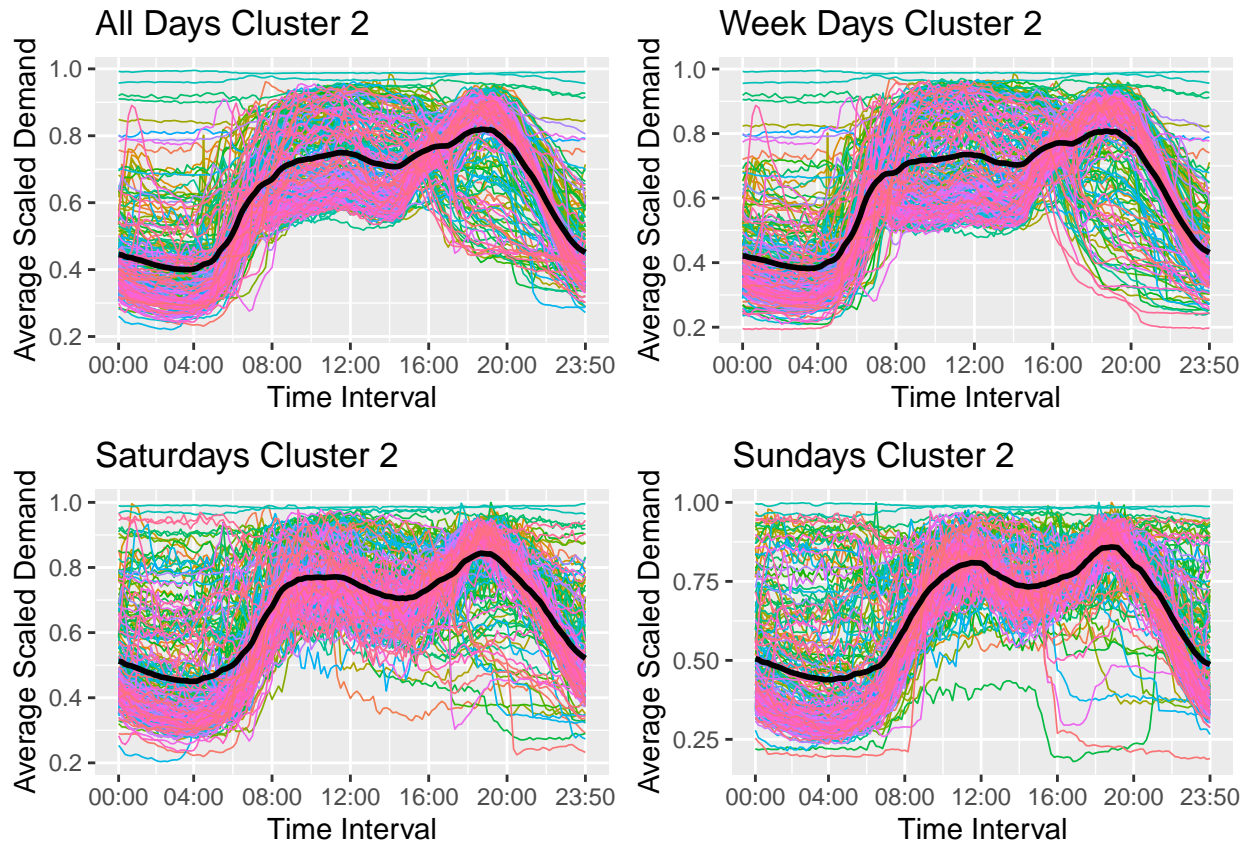 All Days Cluster 2
Average Scaled Demand
1.0
0.8
0.6
0.4
0.2
00:00 04:00 08:00 12:00 16:00 20:00 23:50
Time Interval
Week Days Cluster 2
Average Scaled Demand
1.0
0.8
0.6
0.4
0.2
00:00 04:00 08:00 12:00 16:00 20:00 23:50
Time Interval
Saturdays Cluster 2
Average Scaled Demand
1.0
0.8
0.6
0.4
0.2
00:00 04:00 08:00 12:00 16:00 20:00 23:50
Time Interval
Sundays Cluster 2
Average Scaled Demand
1.00
0.75
0.50
0.25
00:00 04:00 08:00 12:00 16:00 20:00 23:50
Time Interval